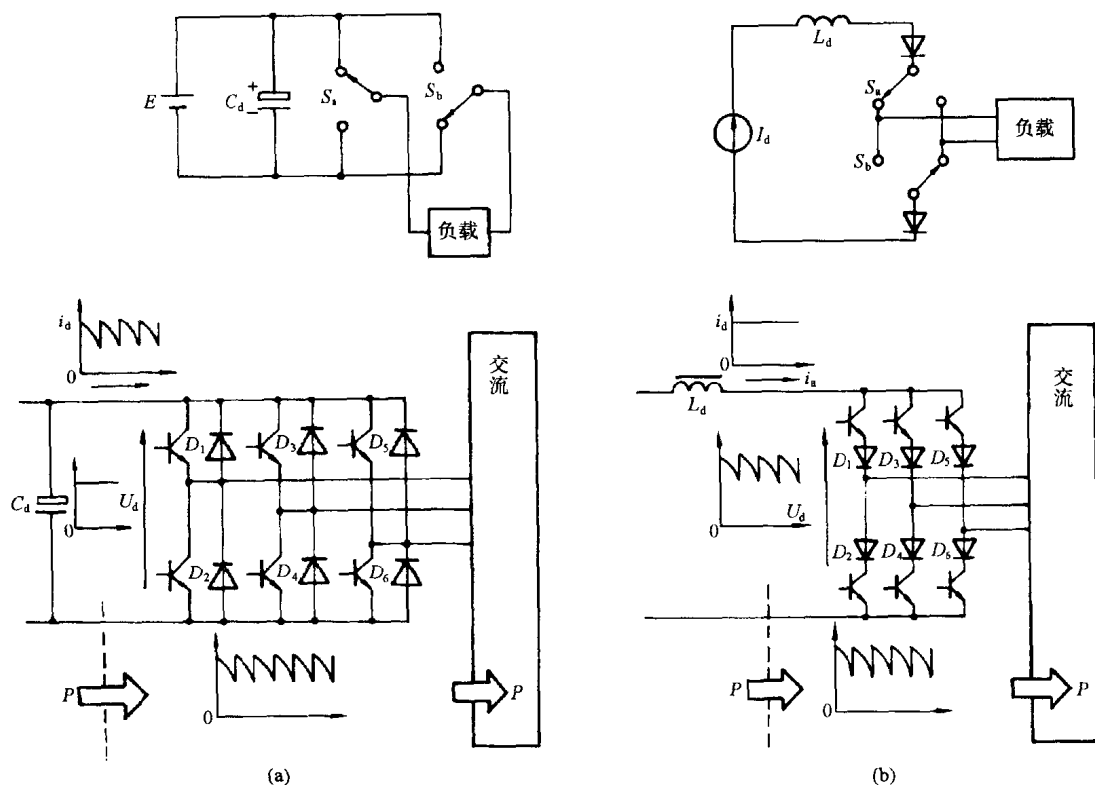 E
C_d
+
−
S_a
S_b
负载
L_d
I_d
S_a
S_b
负载
i_d
0
C_d
0
U_d
D_1
D_3
D_5
D_2
D_4
D_6
交流
P
0
P
(a)
i_d
0
L_d
i_a
0
U_d
D_1
D_3
D_5
D_2
D_4
D_6
交流
P
0
P
(b)